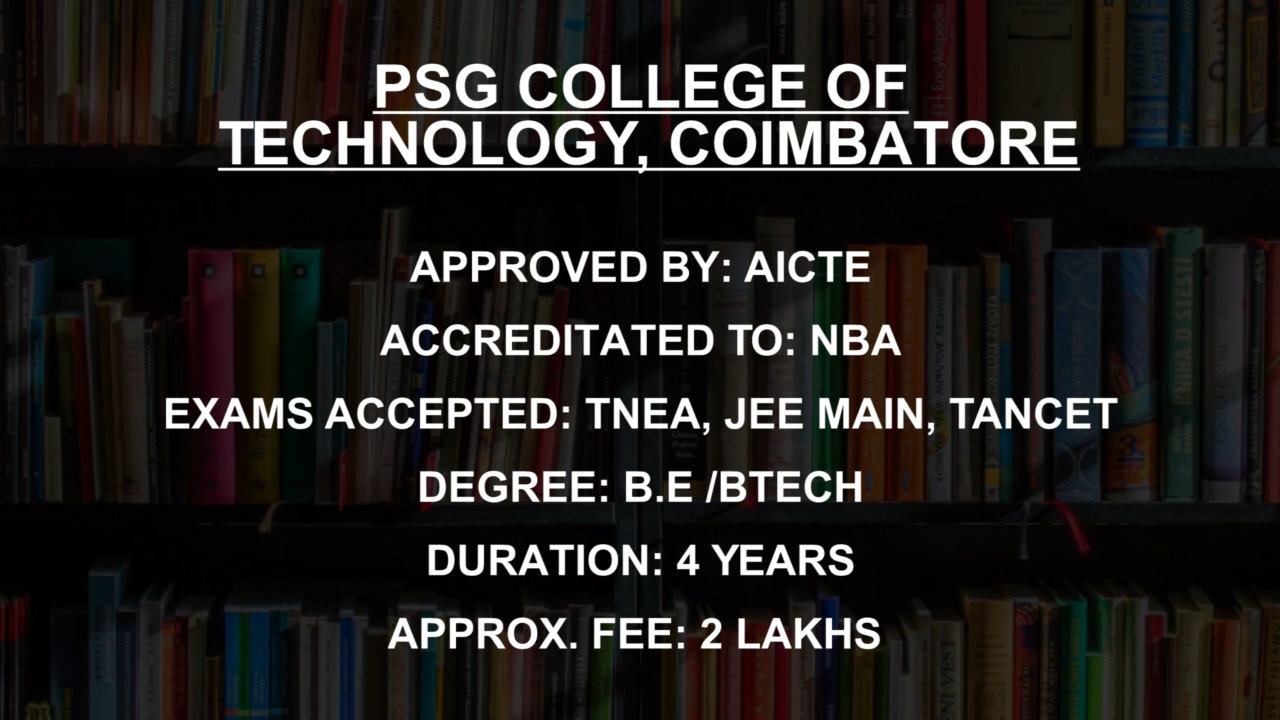 PSG COLLEGE OF
TECHNOLOGY, COIMBATORE
APPROVED BY: AICTE
ACCREDITATED TO: NBA
EXAMS ACCEPTED: TNEA, JEE MAIN, TANCET
DEGREE: B.E /BTECH
DURATION: 4 YEARS
APPROX. FEE: 2 LAKHS
Encyclopedie